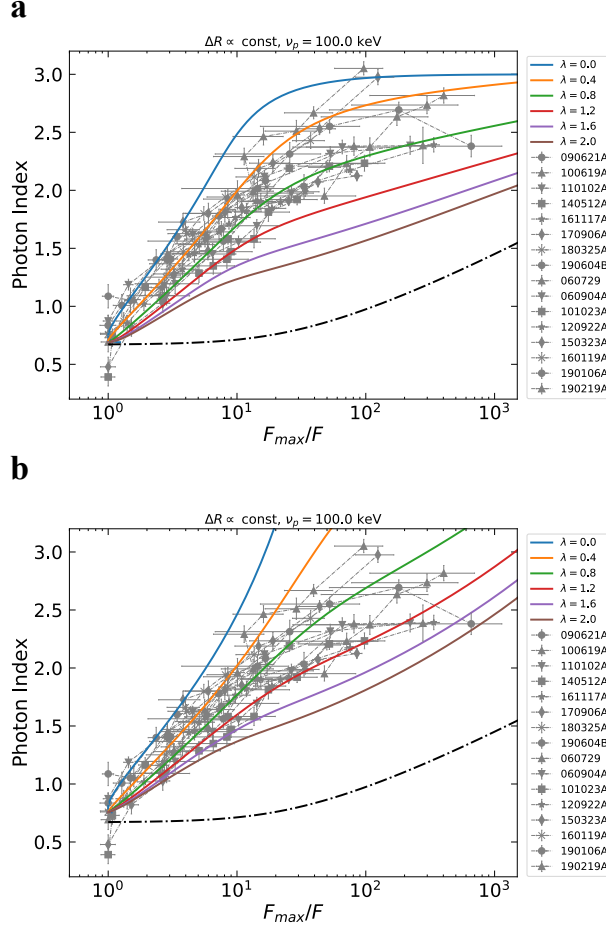 a
ΔR ∝ const, ν_p = 100.0 keV
Photon Index
3.0
2.5
2.0
1.5
1.0
0.5
10^0
10^1
10^2
10^3
F_max/F
λ = 0.0
λ = 0.4
λ = 0.8
λ = 1.2
λ = 1.6
λ = 2.0
090621A
100619A
110102A
140512A
161117A
170906A
180325A
190604B
060729
060904A
101023A
120922A
150323A
160119A
190106A
190219A
b
ΔR ∝ const, ν_p = 100.0 keV
Photon Index
3.0
2.5
2.0
1.5
1.0
0.5
10^0
10^1
10^2
10^3
F_max/F
λ = 0.0
λ = 0.4
λ = 0.8
λ = 1.2
λ = 1.6
λ = 2.0
090621A
100619A
110102A
140512A
161117A
170906A
180325A
190604B
060729
060904A
101023A
120922A
150323A
160119A
190106A
190219A